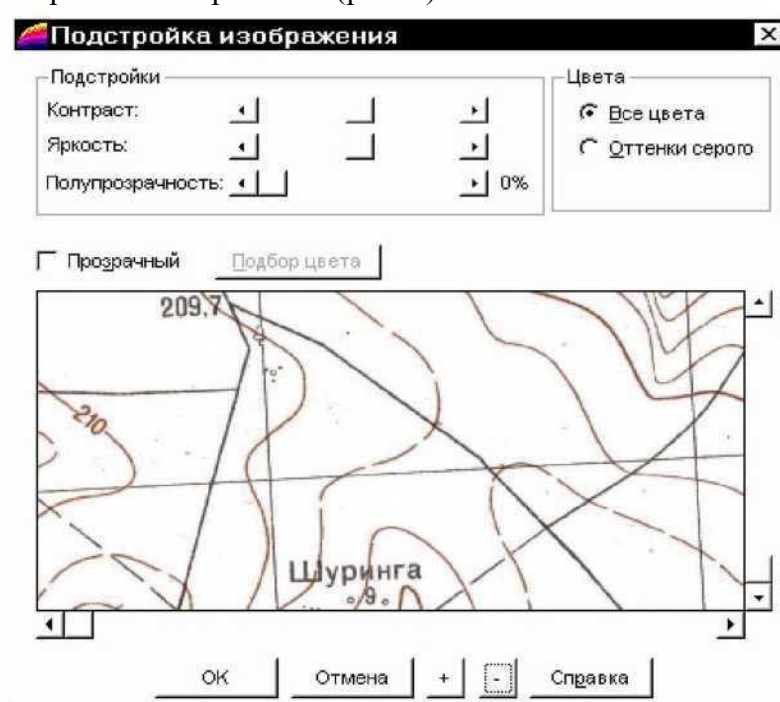 Подстройка изображения
Подстройки
Контраст:
Яркость:
Полупрозрачность: 0%
Цвета
Все цвета
Оттенки серого
Прозрачный Подбор цвета
209.7
210
Шуринга
9
ОК Отмена + - Справка